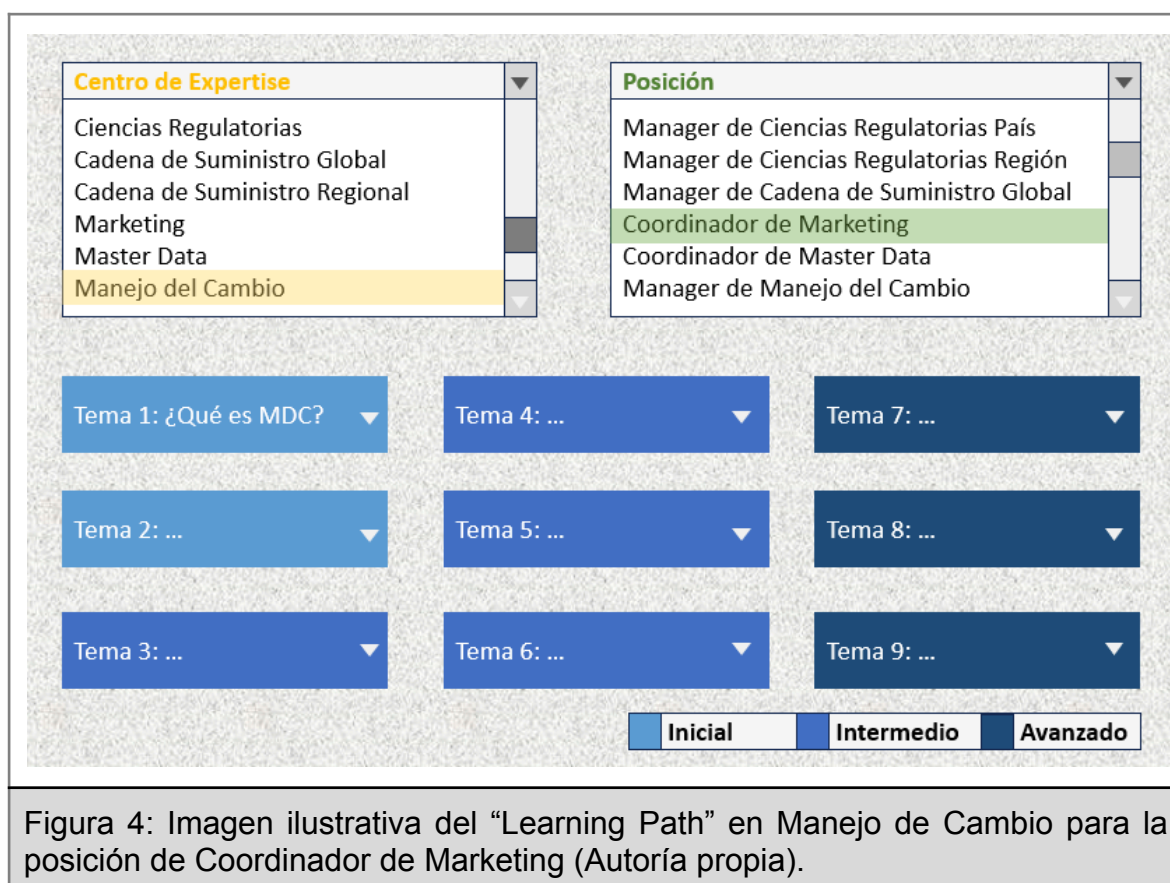 Centro de Expertise
Ciencias Regulatorias
Cadena de Suministro Global
Cadena de Suministro Regional
Marketing
Master Data
Manejo del Cambio
Posición
Manager de Ciencias Regulatorias País
Manager de Ciencias Regulatorias Región
Manager de Cadena de Suministro Global
Coordinador de Marketing
Coordinador de Master Data
Manager de Manejo del Cambio
Tema 1: ¿Qué es MDC?
Tema 4: ...
Tema 7: ...
Tema 2: ...
Tema 5: ...
Tema 8: ...
Tema 3: ...
Tema 6: ...
Tema 9: ...
Inicial
Intermedio
Avanzado
Figura 4: Imagen ilustrativa del “Learning Path” en Manejo de Cambio para la
posición de Coordinador de Marketing (Autoría propia).